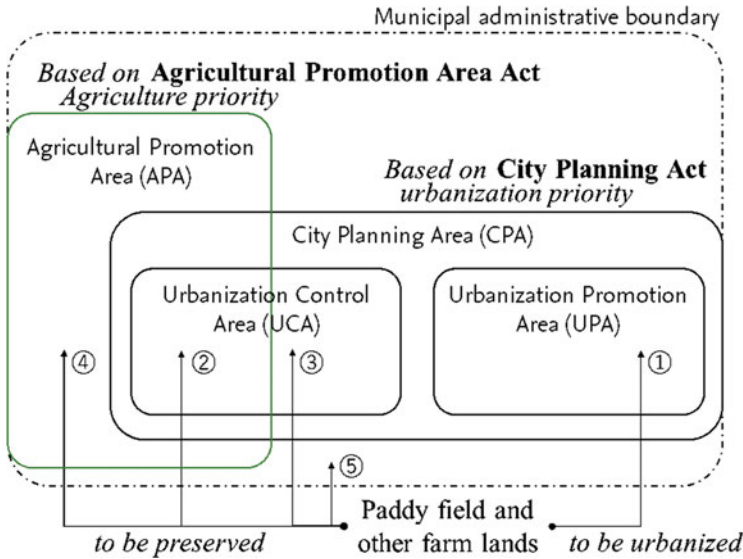 Municipal administrative boundary
Based on Agricultural Promotion Area Act
Agriculture priority
Agricultural Promotion
Area (APA)
Based on City Planning Act
urbanization priority
City Planning Area (CPA)
Urbanization Control
Area (UCA)
Urbanization Promotion
Area (UPA)
④
②
③
①
⑤
Paddy field and
other farm lands
to be preserved
to be urbanized